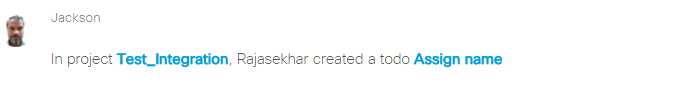 Jackson
In project Test_Integration, Rajasekhar created a todo Assign name